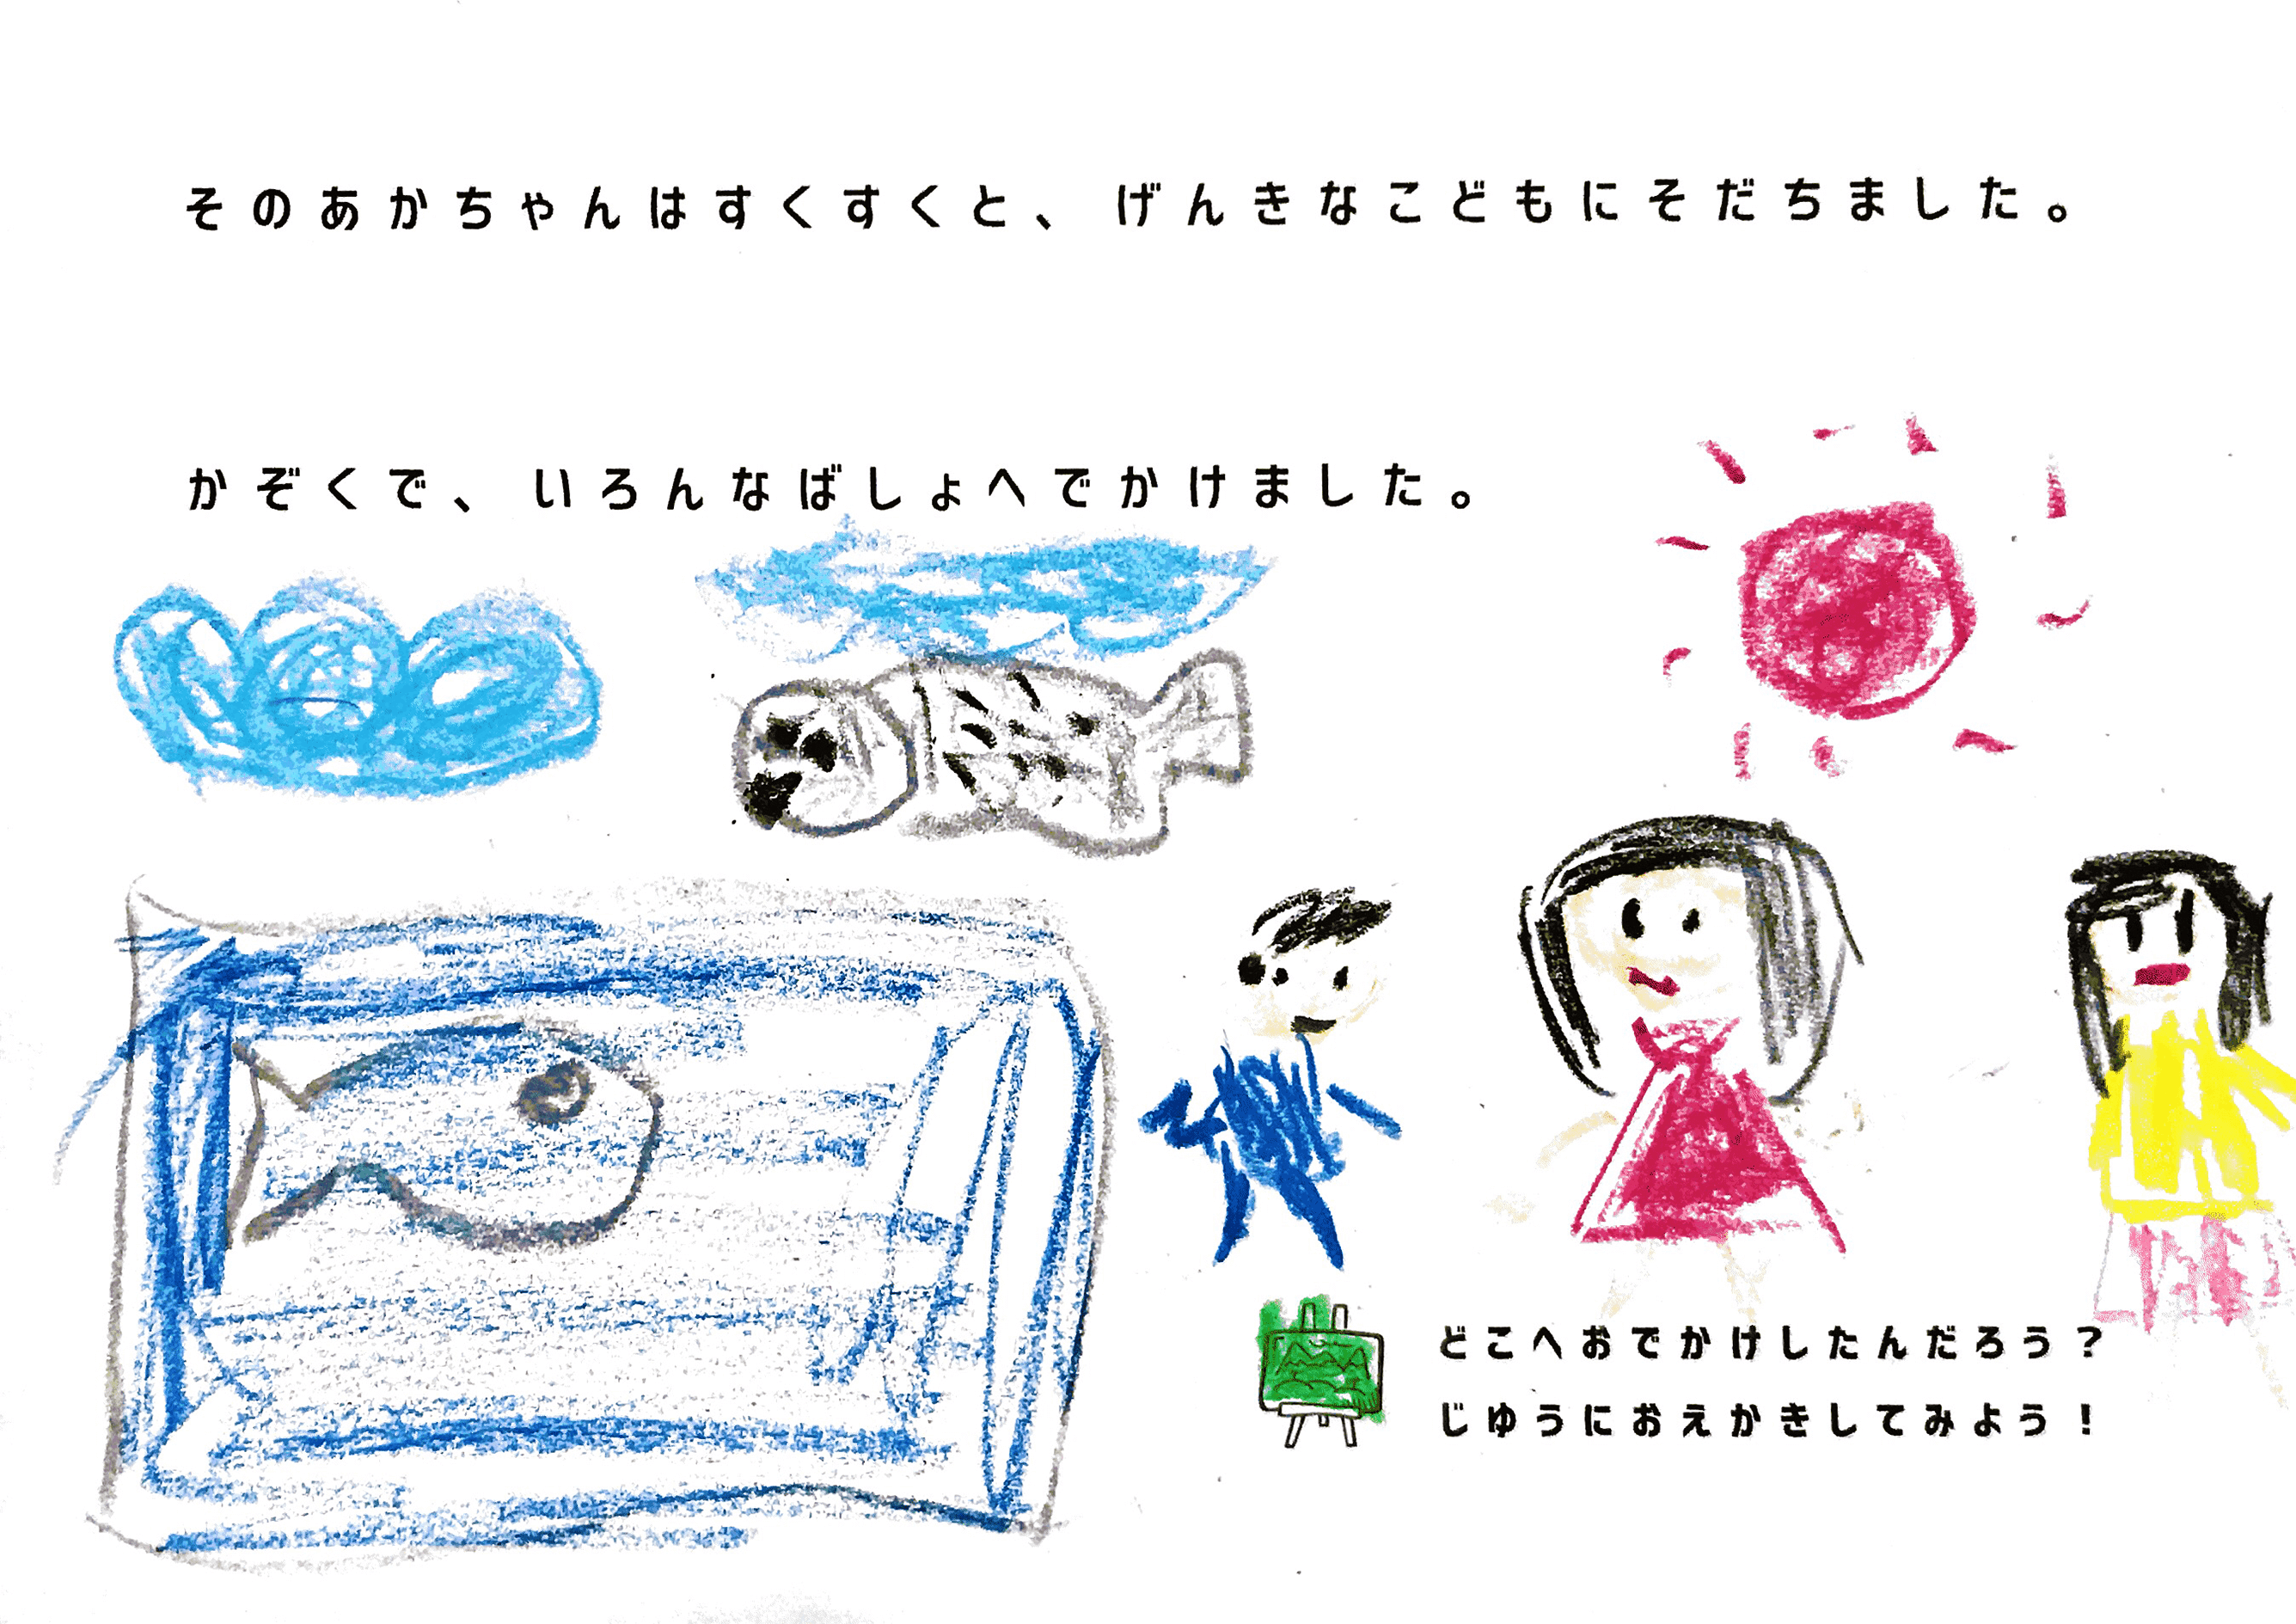 そのあかちゃんはすくすくと、げんきなこどもにそだちました。
かぞくで、いろんなばしょへでかけました。
どこへおでかけしたんだろう？
じゆうにおえかきしてみよう！